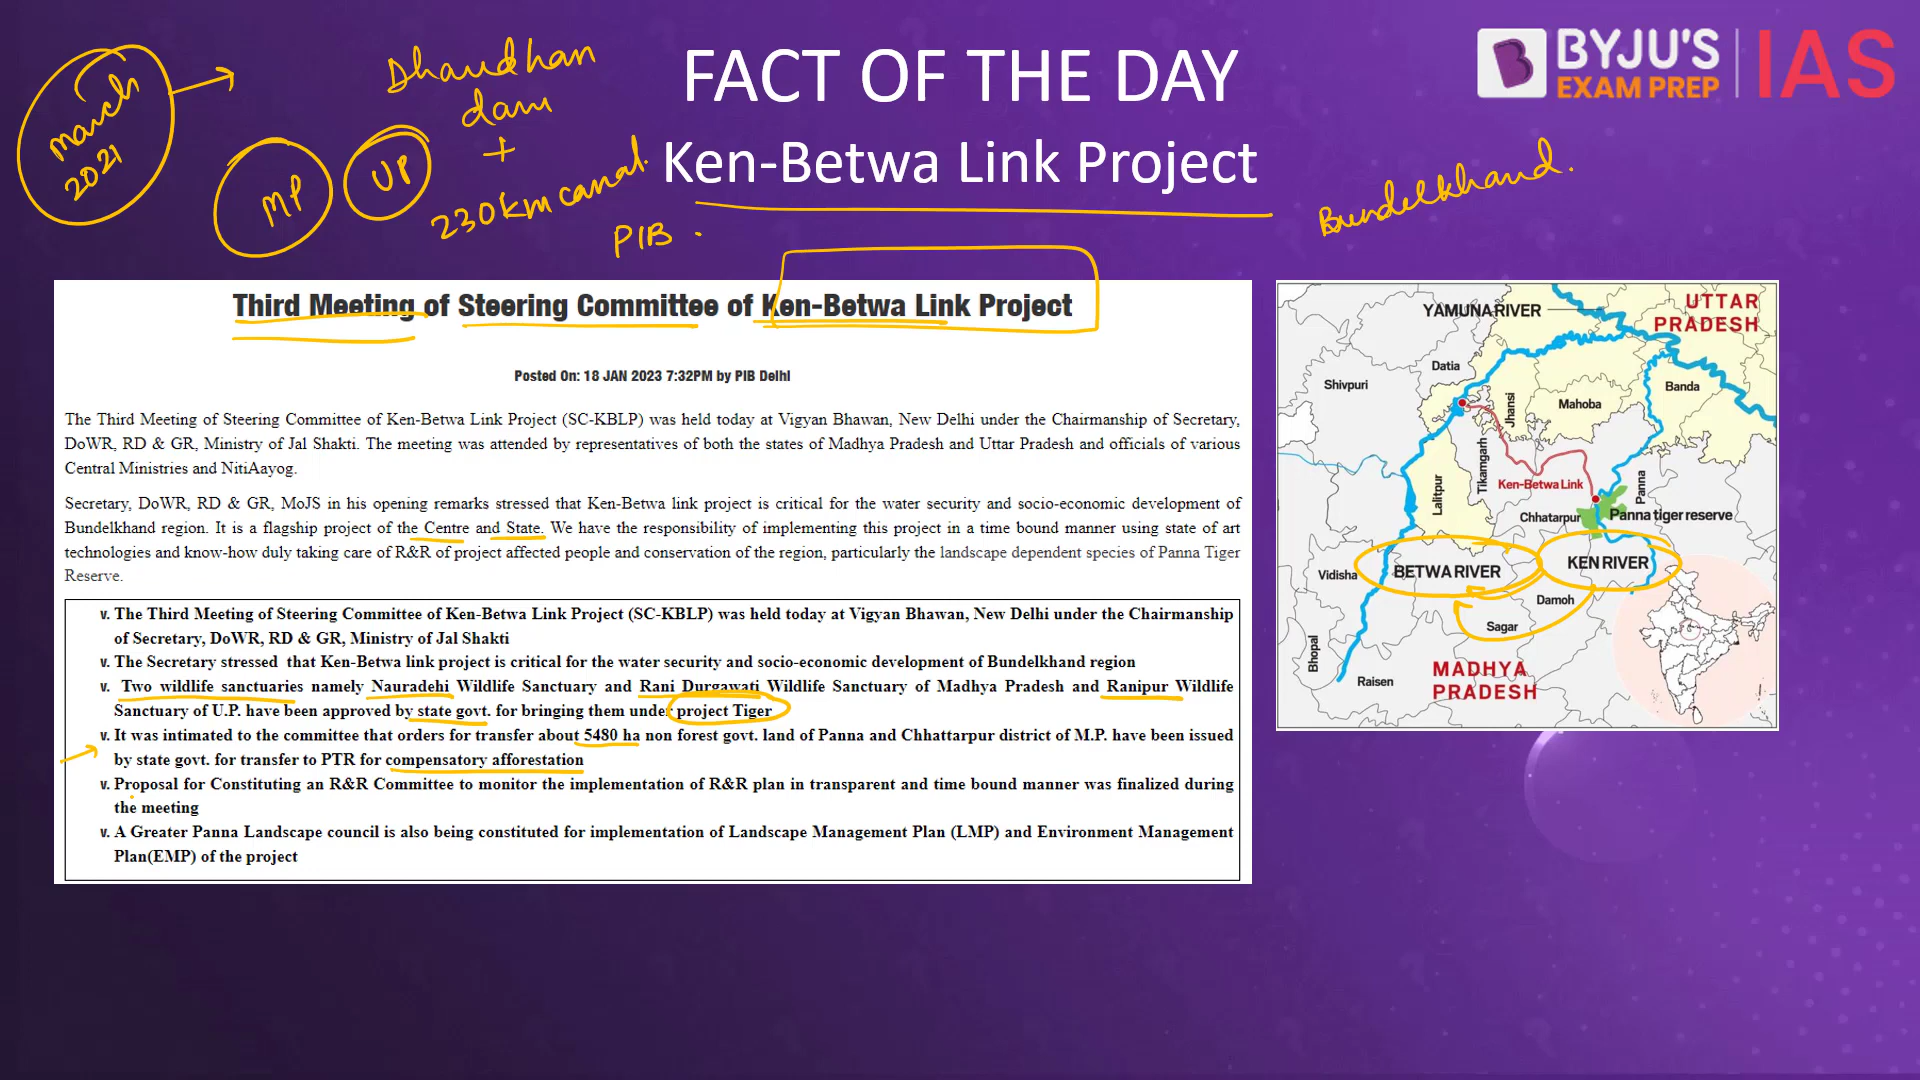 FACT OF THE DAY
Ken-Betwa Link Project
BYJU'S
EXAM PREP
IAS
March
2021
MP
UP
Dhaudhan
dam
+
230km canal.
PIB
Bundelkhand.
Third Meeting of Steering Committee of Ken-Betwa Link Project
Posted On: 18 JAN 2023 7:32PM by PIB Delhi
The Third Meeting of Steering Committee of Ken-Betwa Link Project (SC-KBLP) was held today at Vigyan Bhawan, New Delhi under the Chairmanship of Secretary,
DoWR, RD & GR, Ministry of Jal Shakti. The meeting was attended by representatives of both the states of Madhya Pradesh and Uttar Pradesh and officials of various
Central Ministries and NitiAayog.
Secretary, DoWR, RD & GR, MoJS in his opening remarks stressed that Ken-Betwa link project is critical for the water security and socio-economic development of
Bundelkhand region. It is a flagship project of the Centre and State. We have the responsibility of implementing this project in a time bound manner using state of art
technologies and know-how duly taking care of R&R of project affected people and conservation of the region, particularly the landscape dependent species of Panna Tiger
Reserve.
v. The Third Meeting of Steering Committee of Ken-Betwa Link Project (SC-KBLP) was held today at Vigyan Bhawan, New Delhi under the Chairmanship
of Secretary, DoWR, RD & GR, Ministry of Jal Shakti
v. The Secretary stressed that Ken-Betwa link project is critical for the water security and socio-economic development of Bundelkhand region
v. Two wildlife sanctuaries namely Nauradehi Wildlife Sanctuary and Rani Durgawati Wildlife Sanctuary of Madhya Pradesh and Ranipur Wildlife
Sanctuary of U.P. have been approved by state govt. for bringing them under project Tiger
v. It was intimated to the committee that orders for transfer about 5480 ha non forest govt. land of Panna and Chhattarpur district of M.P. have been issued
by state govt. for transfer to PTR for compensatory afforestation
v. Proposal for Constituting an R&R Committee to monitor the implementation of R&R plan in transparent and time bound manner was finalized during
the meeting
v. A Greater Panna Landscape council is also being constituted for implementation of Landscape Management Plan (LMP) and Environment Management
Plan(EMP) of the project
YAMUNA RIVER
UTTAR
PRADESH
Datia
Shivpuri
Banda
Jhansi
Mahoba
Tikamgarh
Lalitpur
Ken-Betwa Link
Panna
Chhatarpur
Panna tiger reserve
Vidisha
BETWA RIVER
KEN RIVER
Damoh
Sagar
Bhopal
Raisen
MADHYA
PRADESH